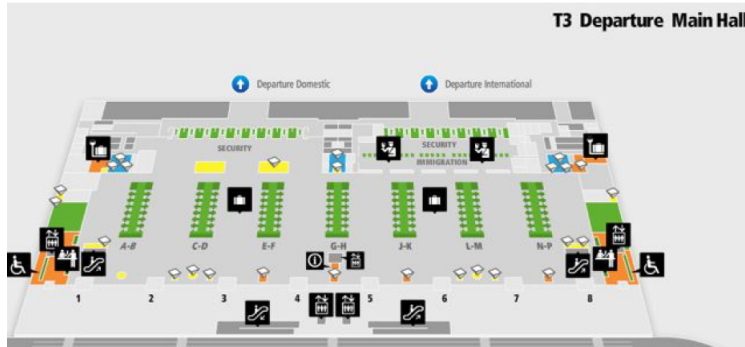 T3 Departure Main Hall
Departure Domestic
Departure International
SECURITY
SECURITY
IMMIGRATION
A-B
C-D
E-F
G-H
J-K
L-M
N-P
1
2
3
4
5
6
7
8